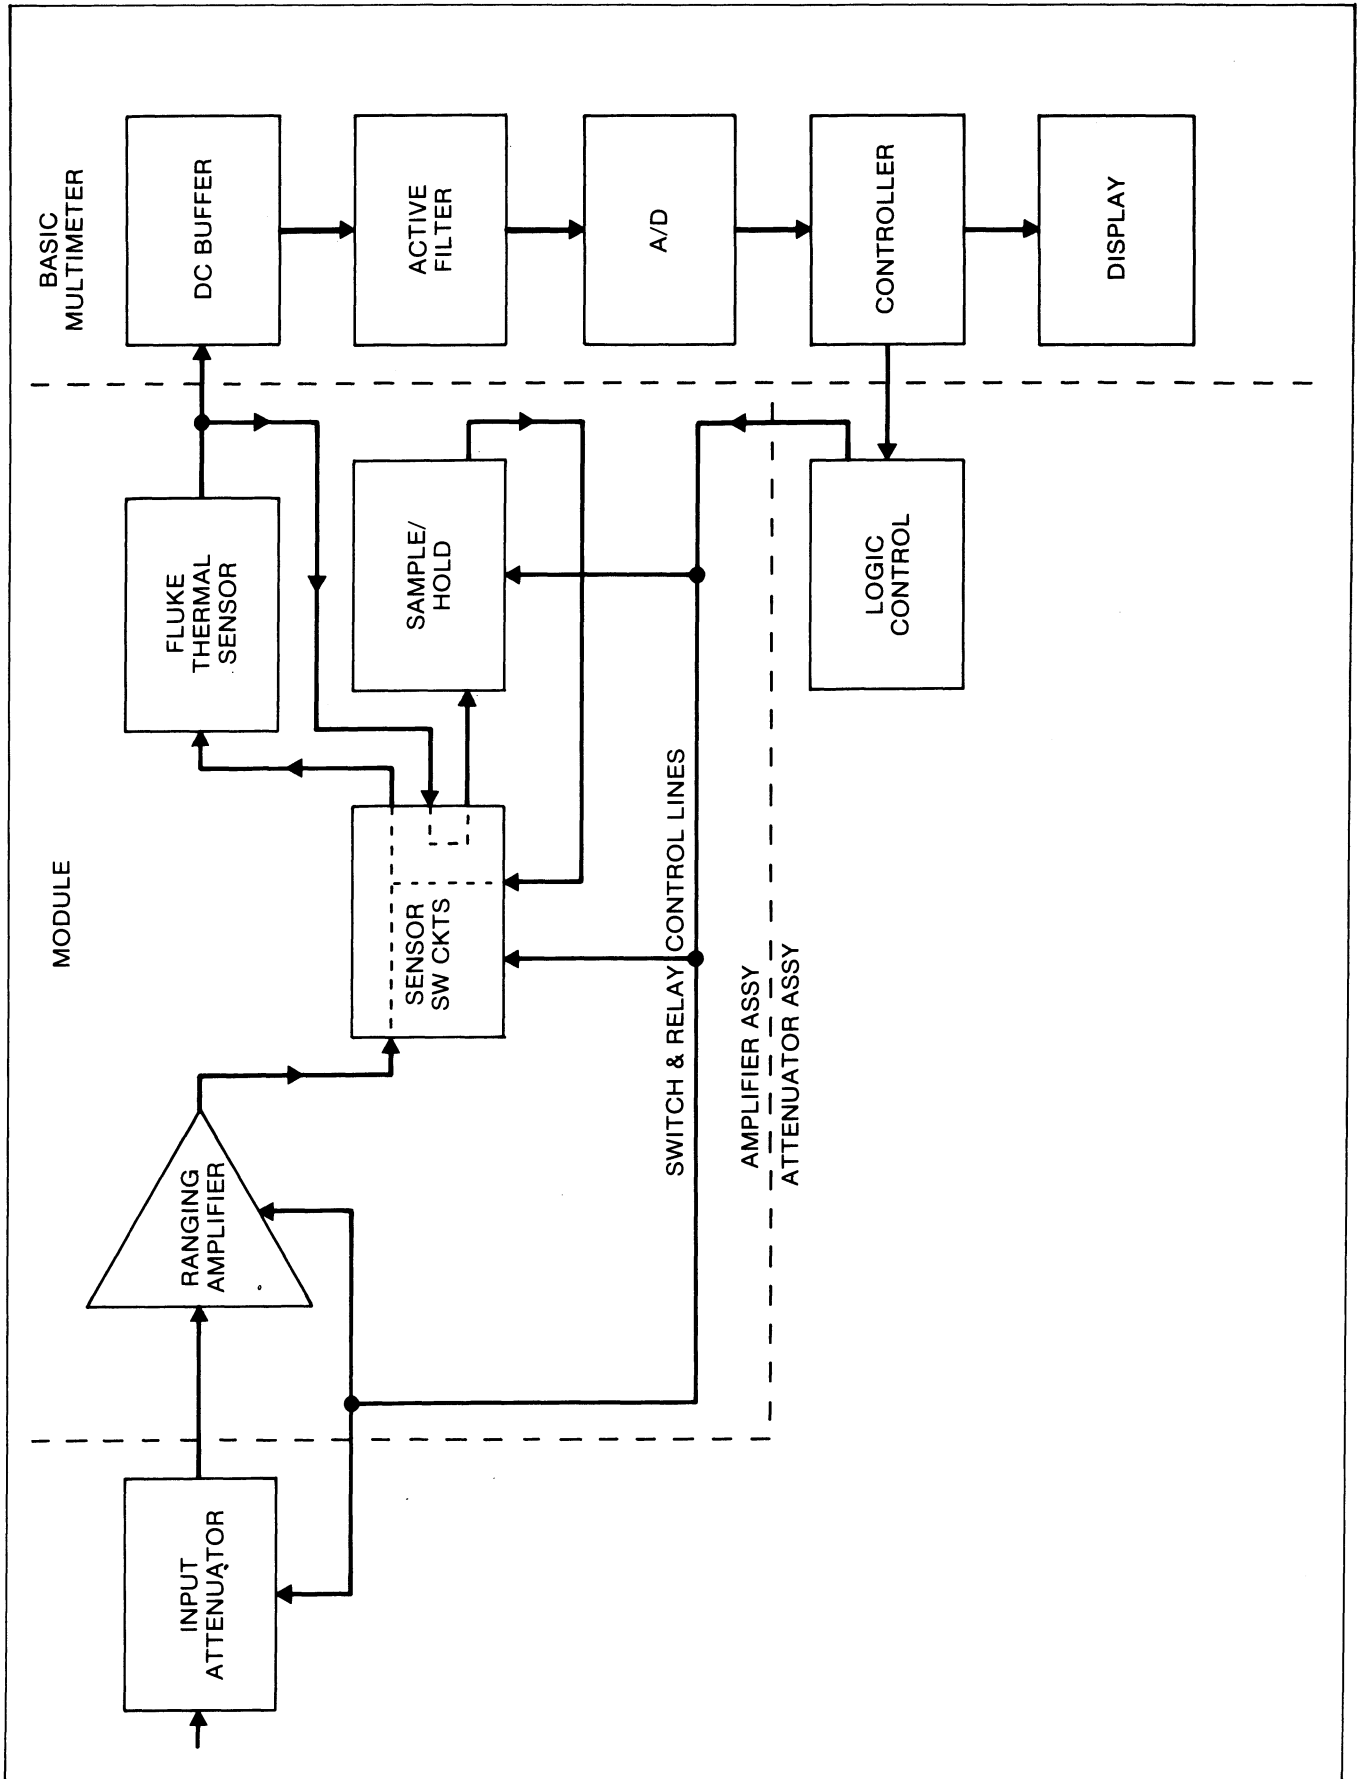 MODULE
BASIC
MULTIMETER
INPUT
ATTENUATOR
RANGING
AMPLIFIER
SENSOR
SW CKTS
FLUKE
THERMAL
SENSOR
SAMPLE/
HOLD
DC BUFFER
ACTIVE
FILTER
A/D
CONTROLLER
DISPLAY
LOGIC
CONTROL
SWITCH & RELAY CONTROL LINES
AMPLIFIER ASSY
ATTENUATOR ASSY